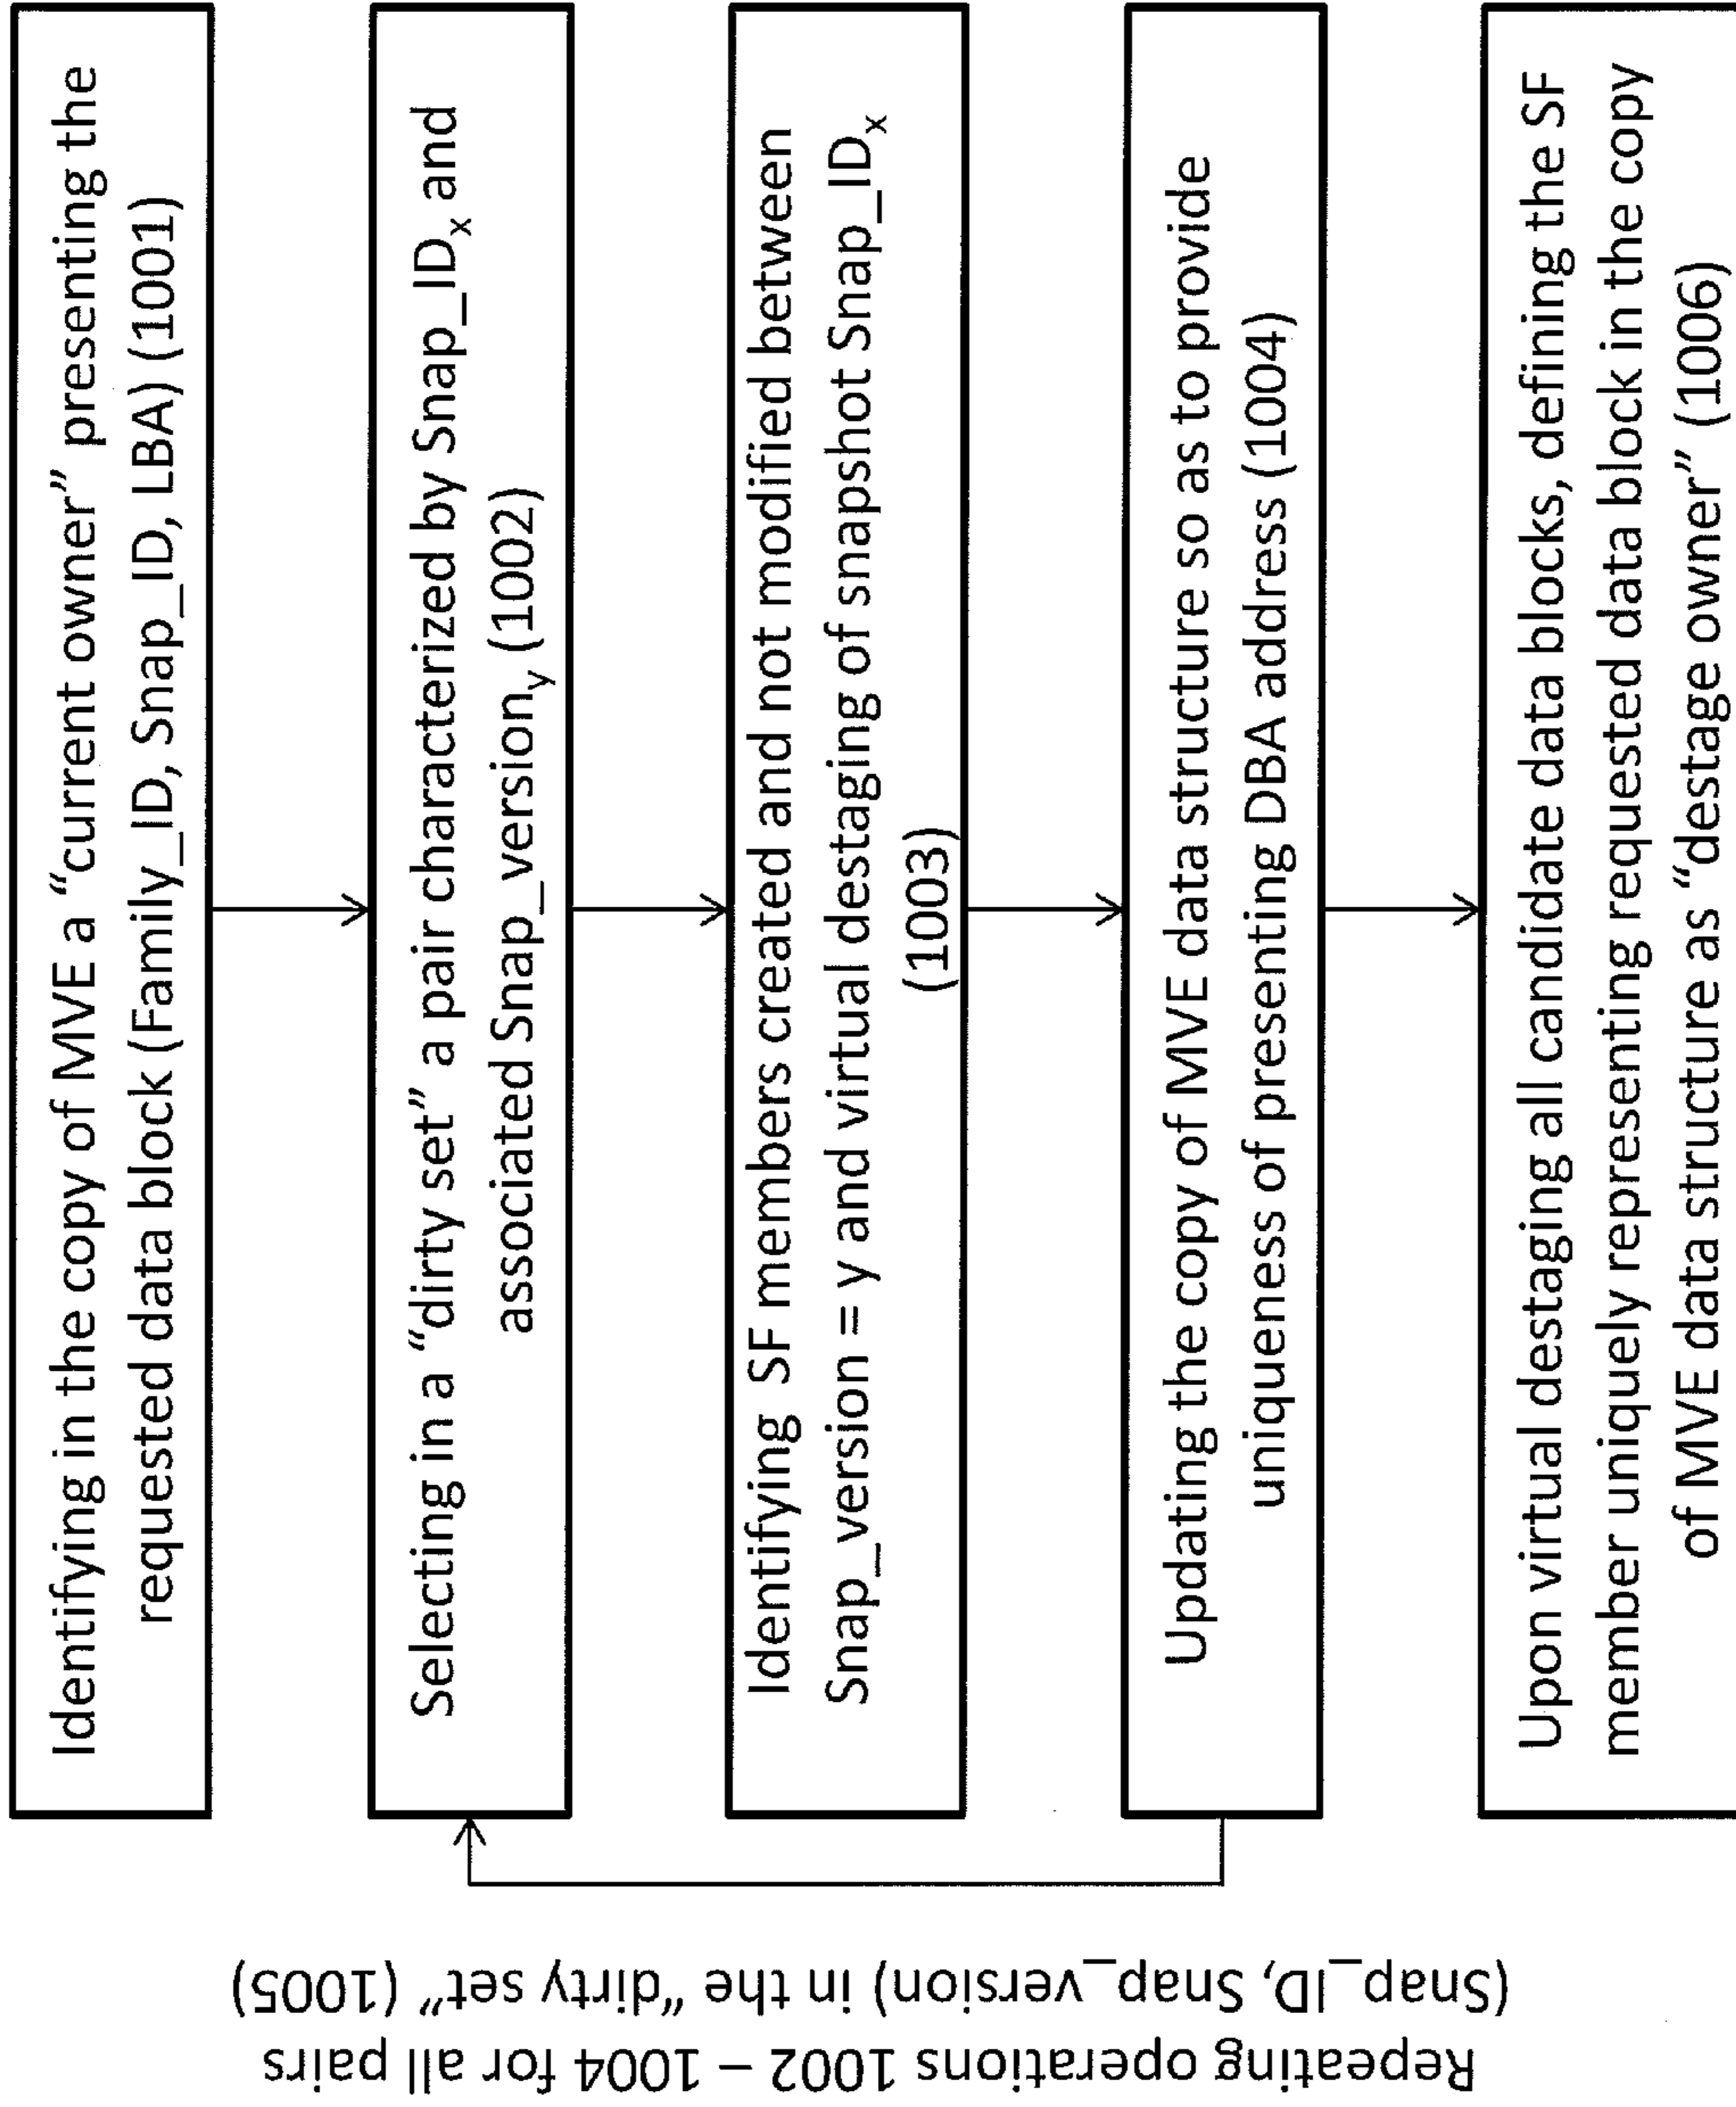 Identifying in the copy of MVE a “current owner” presenting the
requested data block (Family_ID, Snap_ID, LBA) (1001)
Selecting in a “dirty set” a pair characterized by Snap_IDx and
associated Snap_versiony (1002)
Identifying SF members created and not modified between
Snap_version = y and virtual destaging of snapshot Snap_IDx
(1003)
Updating the copy of MVE data structure so as to provide
uniqueness of presenting DBA address (1004)
Upon virtual destaging all candidate data blocks, defining the SF
member uniquely representing requested data block in the copy
of MVE data structure as “destage owner” (1006)
Repeating operations 1002 – 1004 for all pairs
(Snap_ID, Snap_version) in the “dirty set” (1005)